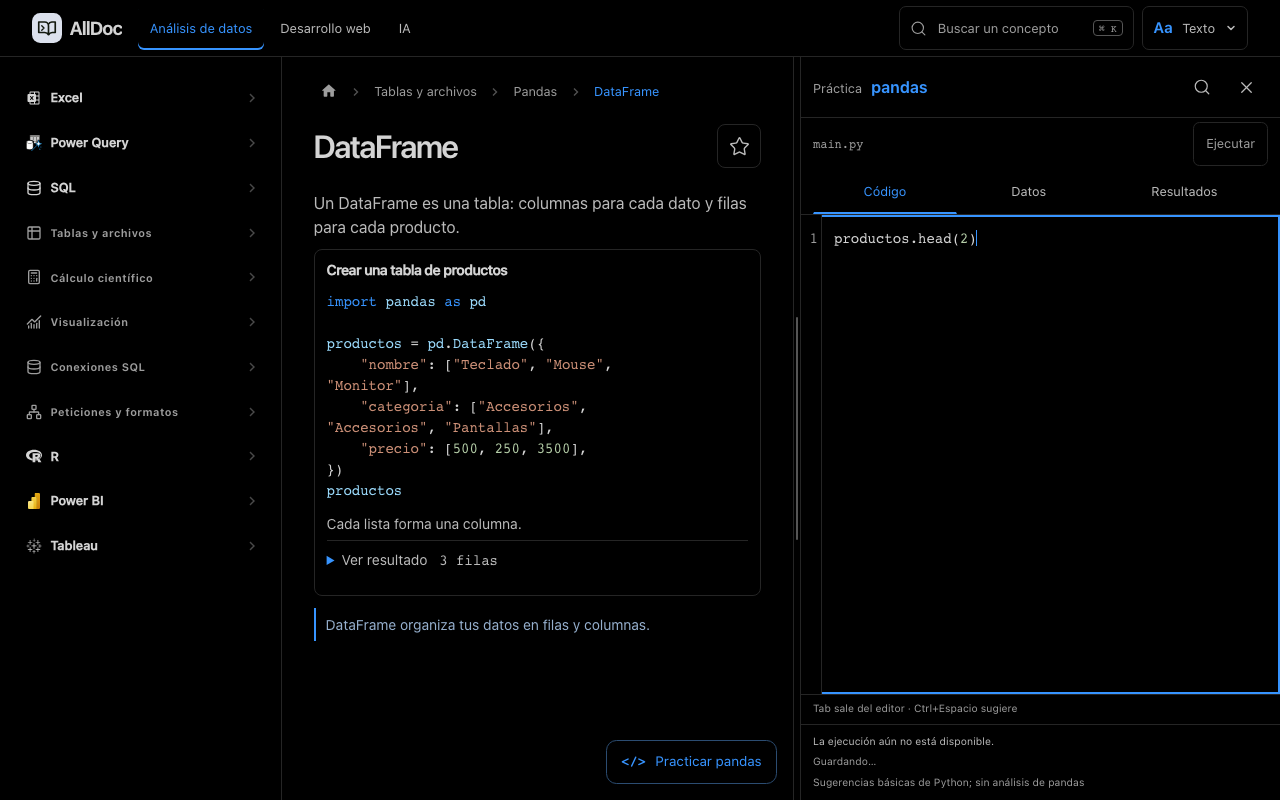 AllDoc
Análisis de datos
Desarrollo web
IA
Buscar un concepto
⌘ K
Aa Texto
Excel
Power Query
SQL
Tablas y archivos
Cálculo científico
Visualización
Conexiones SQL
Peticiones y formatos
R
Power BI
Tableau
Tablas y archivos
Pandas
DataFrame
DataFrame
Un DataFrame es una tabla: columnas para cada dato y filas
para cada producto.
Crear una tabla de productos
import pandas as pd
productos = pd.DataFrame({
    "nombre": ["Teclado", "Mouse",
"Monitor"],
    "categoria": ["Accesorios",
"Accesorios", "Pantallas"],
    "precio": [500, 250, 3500],
})
productos
Cada lista forma una columna.
Ver resultado 3 filas
DataFrame organiza tus datos en filas y columnas.
</> Practicar pandas
Práctica pandas
main.py
Ejecutar
Código
Datos
Resultados
1 productos.head(2)
Tab sale del editor · Ctrl+Espacio sugiere
La ejecución aún no está disponible.
Guardando…
Sugerencias básicas de Python; sin análisis de pandas